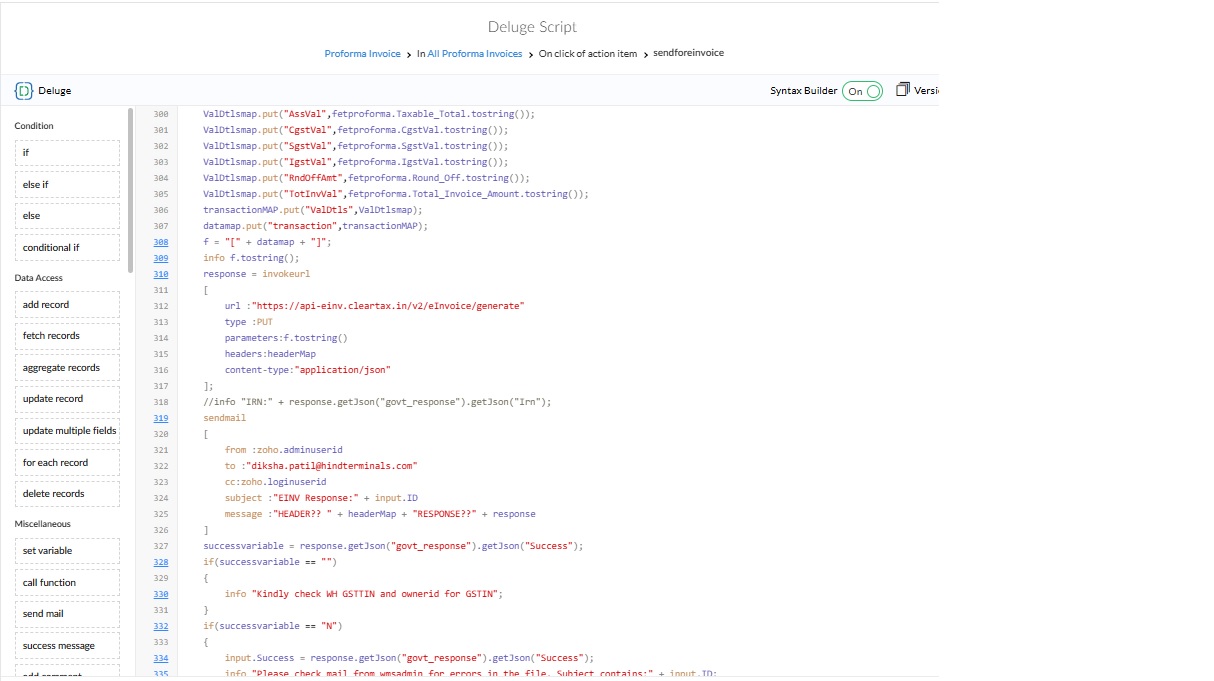 Deluge Script
Proforma Invoice > In All Proforma Invoices > On click of action item > sendforeinvoice
Deluge
Syntax Builder On
Condition
if
else if
else
conditional if
Data Access
add record
fetch records
aggregate records
update record
update multiple fields
for each record
delete records
Miscellaneous
set variable
call function
send mail
success message
add comment
300 ValDtlsmap.put("AssVal",fetproforma.Taxable_Total.tostring());
301 ValDtlsmap.put("CgstVal",fetproforma.CgstVal.tostring());
302 ValDtlsmap.put("SgstVal",fetproforma.SgstVal.tostring());
303 ValDtlsmap.put("IgstVal",fetproforma.IgstVal.tostring());
304 ValDtlsmap.put("RndOffAmt",fetproforma.Round_Off.tostring());
305 ValDtlsmap.put("TotInvVal",fetproforma.Total_Invoice_Amount.tostring());
306 transactionMAP.put("ValDtls",ValDtlsmap);
307 datamap.put("transaction",transactionMAP);
308 f = "[" + datamap + "]";
309 info f.tostring();
310 response = invokeurl
311 [
312 url :"https://api-einv.cleartax.in/v2/eInvoice/generate"
313 type :PUT
314 parameters:f.tostring()
315 headers:headerMap
316 content-type:"application/json"
317 ];
318 //info "IRN:" + response.getJson("govt_response").getJson("Irn");
319 sendmail
320 [
321 from :zoho.adminuserid
322 to :"diksha.patil@hindterminals.com"
323 cc:zoho.loginuserid
324 subject :"EINV Response:" + input.ID
325 message :"HEADER?? " + headerMap + "RESPONSE??" + response
326 ]
327 successvariable = response.getJson("govt_response").getJson("Success");
328 if(successvariable == "")
329 {
330 info "Kindly check WH GSTTIN and ownerid for GSTIN";
331 }
332 if(successvariable == "N")
333 {
334 input.Success = response.getJson("govt_response").getJson("Success");
335 info "Please check mail from wmsadmin for errors in the file. Subject contains:" + input.ID;